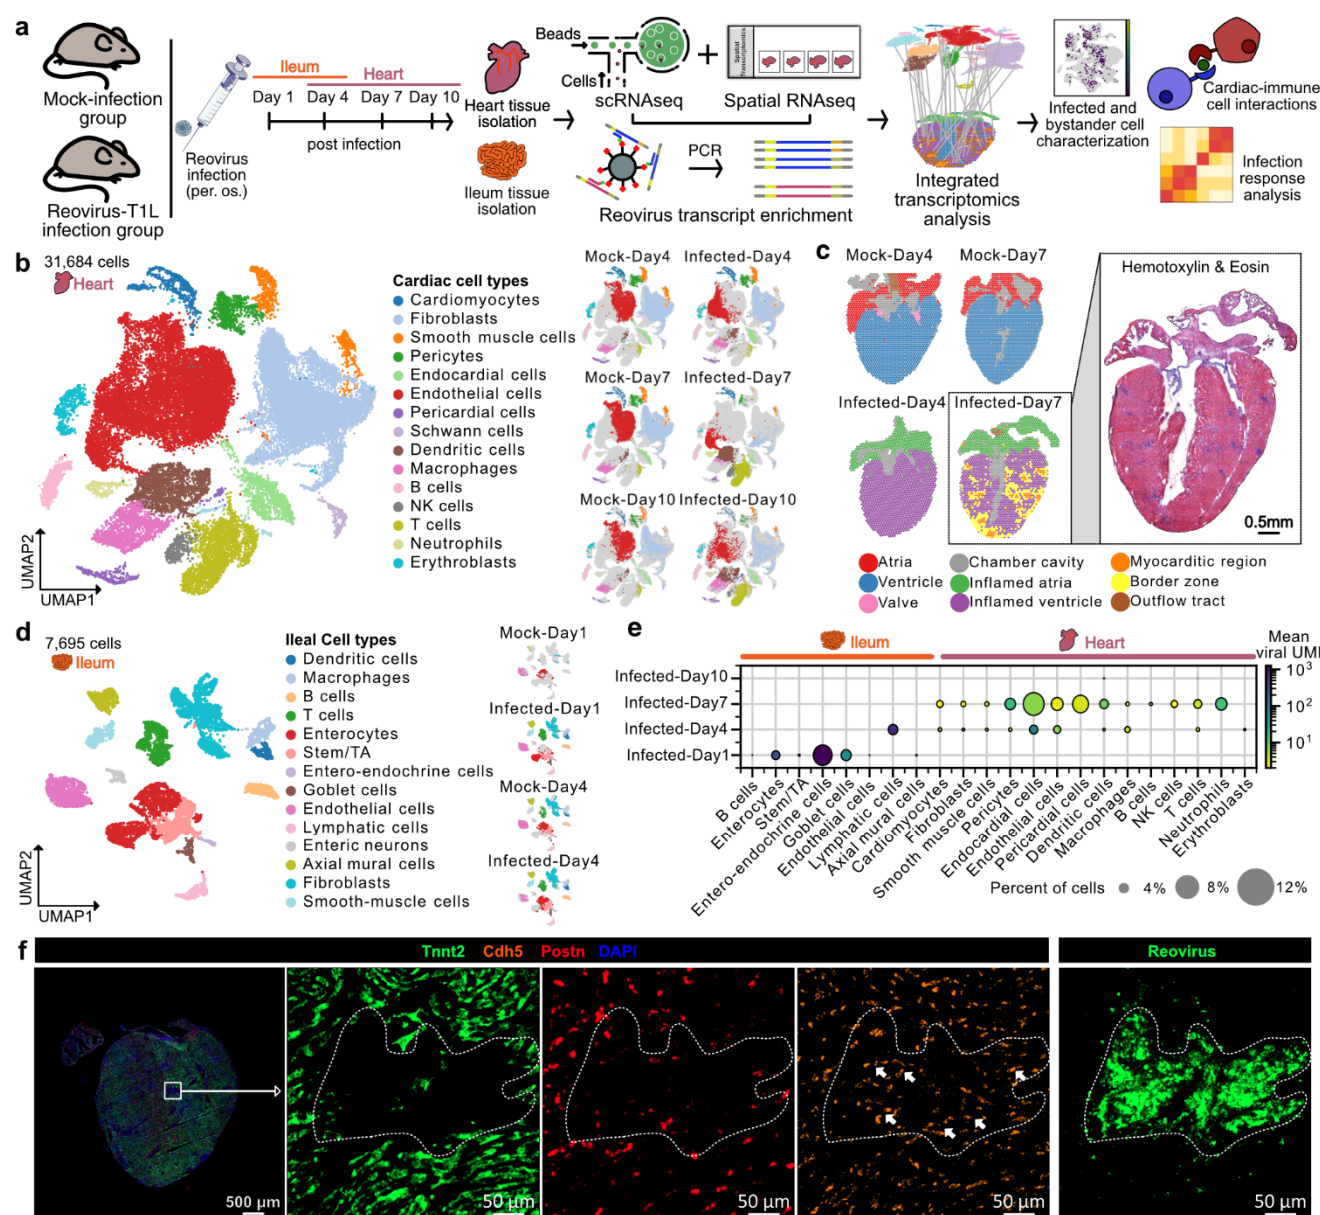 a
Mock-infection
group
Reovirus-T1L
infection group
Reovirus
infection
(per. os.)
Ileum
Heart
Day 1
Day 4
Day 7
Day 10
post infection
Heart tissue
isolation
Ileum tissue
isolation
Beads
Cells
scRNAseq
Spatial
Transcriptomics
Spatial RNAseq
PCR
Reovirus transcript enrichment
Integrated
transcriptomics
analysis
Infected and
bystander cell
characterization
Cardiac-immune
cell interactions
Infection
response
analysis
b
31,684 cells
Heart
UMAP2
UMAP1
Cardiac cell types
Cardiomyocytes
Fibroblasts
Smooth muscle cells
Pericytes
Endocardial cells
Endothelial cells
Pericardial cells
Schwann cells
Dendritic cells
Macrophages
B cells
NK cells
T cells
Neutrophils
Erythroblasts
Mock-Day4
Infected-Day4
Mock-Day7
Infected-Day7
Mock-Day10
Infected-Day10
c
Mock-Day4
Mock-Day7
Infected-Day4
Infected-Day7
Hemotoxylin & Eosin
0.5mm
Atria
Chamber cavity
Myocarditic region
Ventricle
Inflamed atria
Border zone
Valve
Inflamed ventricle
Outflow tract
d
7,695 cells
Ileum
UMAP2
UMAP1
Ileal Cell types
Dendritic cells
Macrophages
B cells
T cells
Enterocytes
Stem/TA
Entero-endocrine cells
Goblet cells
Endothelial cells
Lymphatic cells
Enteric neurons
Axial mural cells
Fibroblasts
Smooth-muscle cells
Mock-Day1
Infected-Day1
Mock-Day4
Infected-Day4
e
Ileum
Heart
Mean
viral UMI
10³
10²
10¹
Infected-Day10
Infected-Day7
Infected-Day4
Infected-Day1
B cells
Enterocytes
Stem/TA
Entero-endocrine cells
Goblet cells
Endothelial cells
Lymphatic cells
Axial mural cells
Cardiomyocytes
Fibroblasts
Smooth muscle cells
Pericytes
Endocardial cells
Endothelial cells
Pericardial cells
Dendritic cells
Macrophages
B cells
NK cells
T cells
Neutrophils
Erythroblasts
Percent of cells
4%
8%
12%
f
Tnnt2 Cdh5 Postn DAPI
Reovirus
500 µm
50 µm
50 µm
50 µm
50 µm